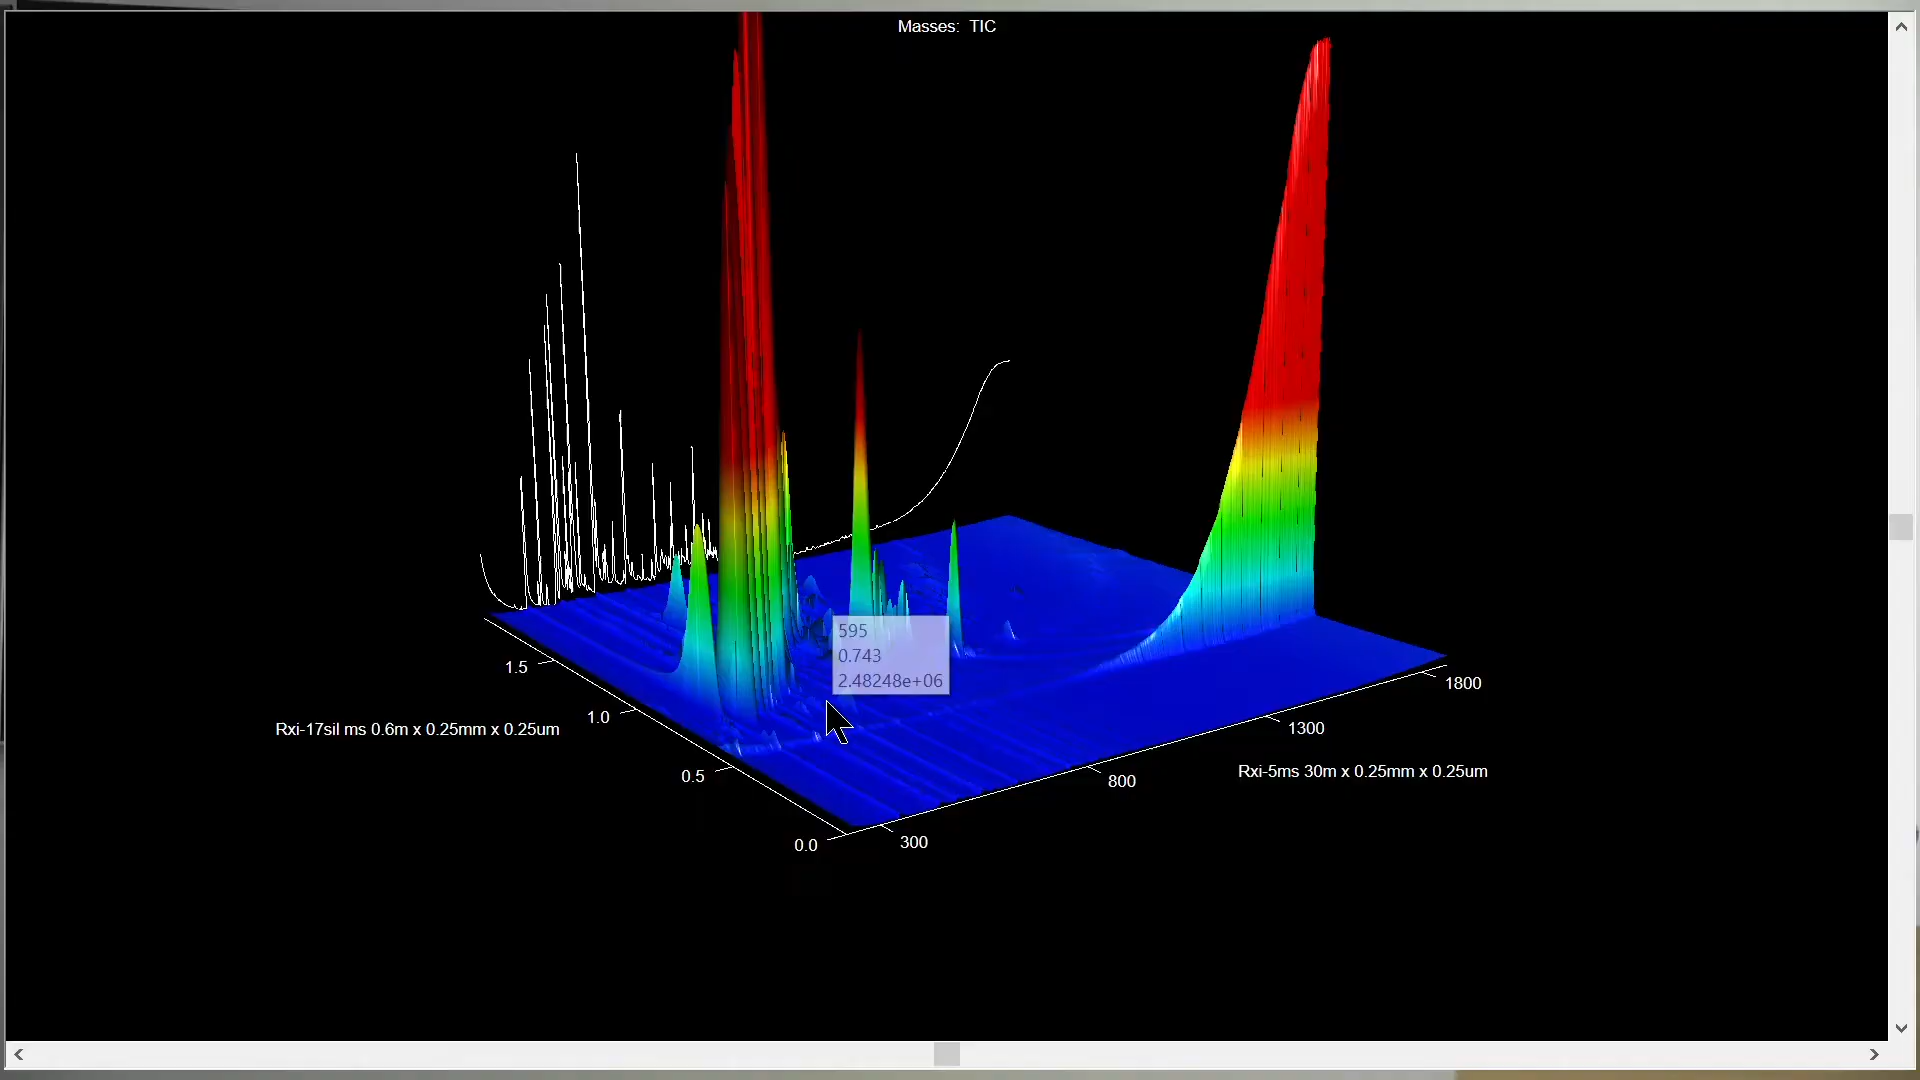 Masses:  TIC
595
0.743
2.48248e+06
1.5
1.0
0.5
0.0
Rxi-17sil ms 0.6m x 0.25mm x 0.25um
300
800
1300
1800
Rxi-5ms 30m x 0.25mm x 0.25um